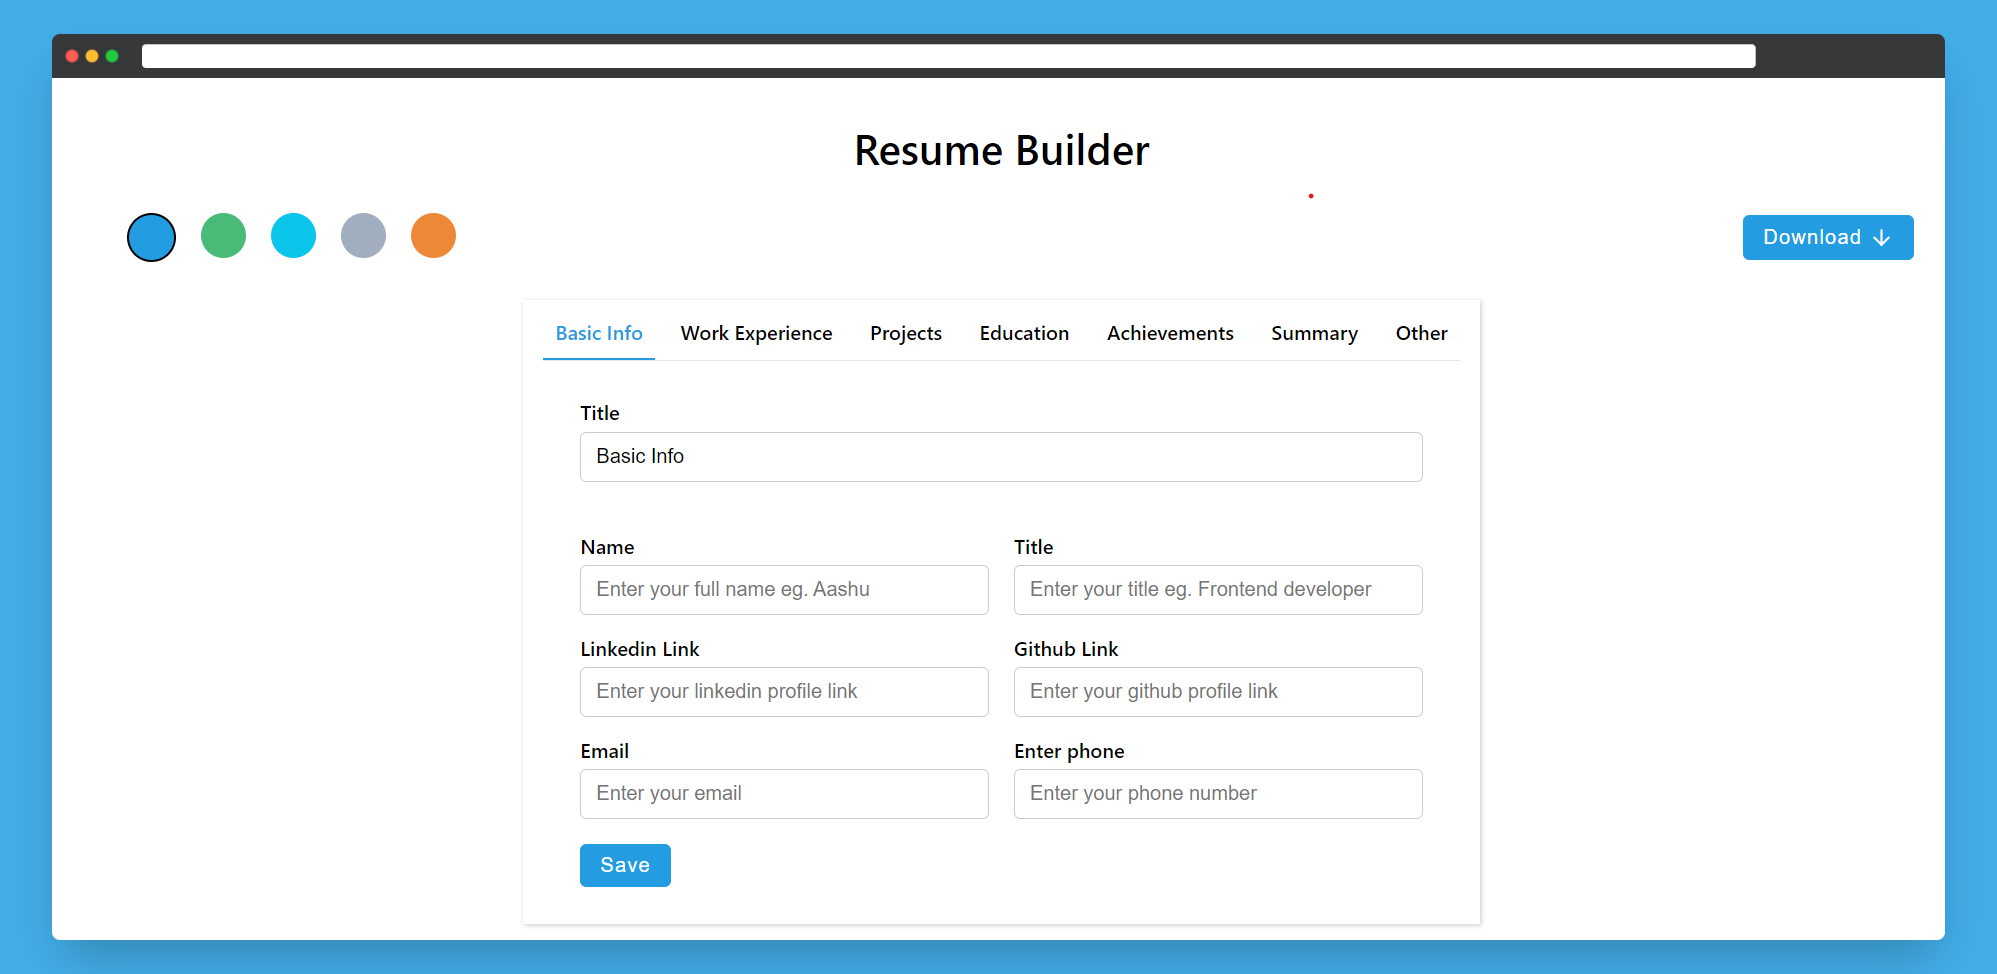 Resume Builder
Download
Basic Info Work Experience Projects Education Achievements Summary Other
Title
Basic Info
Name Title
Enter your full name eg. Aashu Enter your title eg. Frontend developer
Linkedin Link Github Link
Enter your linkedin profile link Enter your github profile link
Email Enter phone
Enter your email Enter your phone number
Save